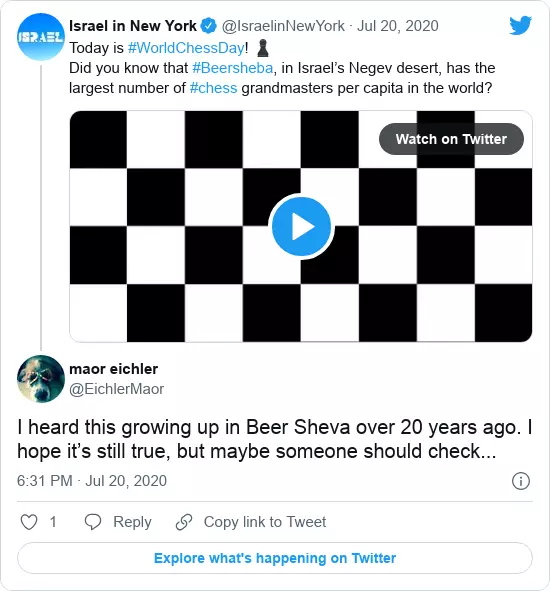 Israel in New York @IsraelinNewYork · Jul 20, 2020
Today is #WorldChessDay!
Did you know that #Beersheba, in Israel’s Negev desert, has the
largest number of #chess grandmasters per capita in the world?
ISRAEL
Watch on Twitter
maor eichler
@EichlerMaor
I heard this growing up in Beer Sheva over 20 years ago. I
hope it’s still true, but maybe someone should check...
6:31 PM · Jul 20, 2020
1 Reply Copy link to Tweet
Explore what's happening on Twitter